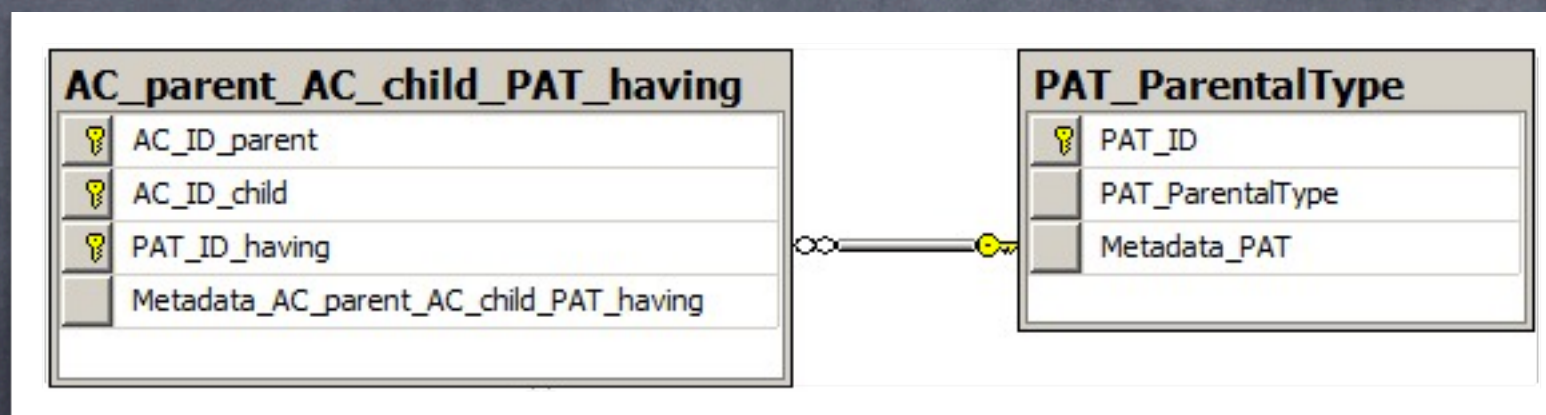 AC_parent_AC_child_PAT_having
AC_ID_parent
AC_ID_child
PAT_ID_having
Metadata_AC_parent_AC_child_PAT_having
PAT_ParentalType
PAT_ID
PAT_ParentalType
Metadata_PAT